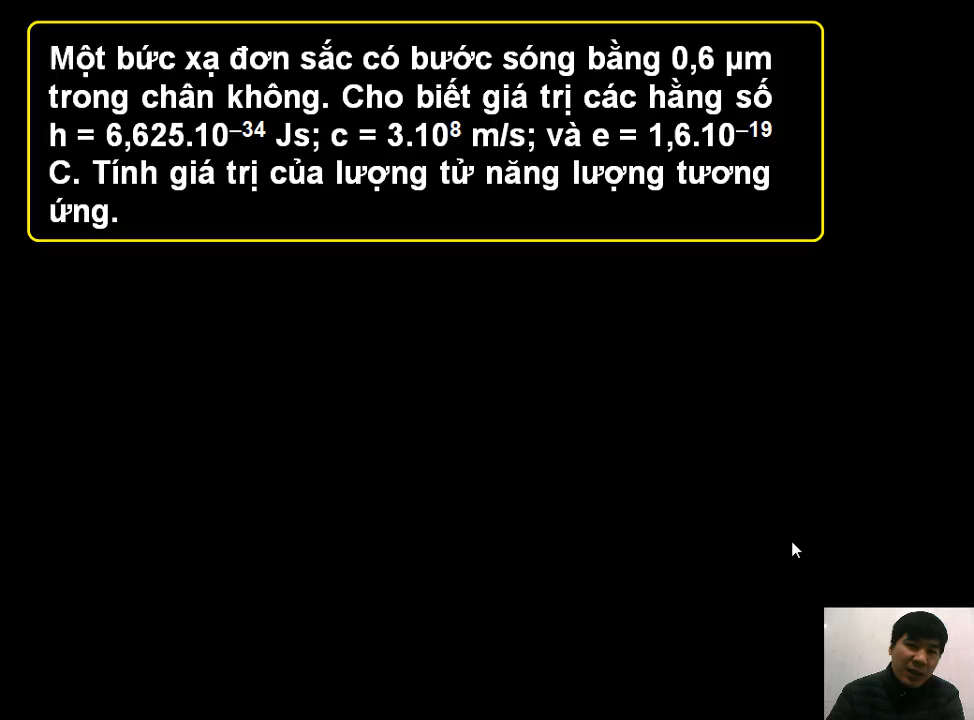 Một bức xạ đơn sắc có bước sóng bằng 0,6 μm
trong chân không. Cho biết giá trị các hằng số
h = 6,625.10⁻³⁴ Js; c = 3.10⁸ m/s; và e = 1,6.10⁻¹⁹
C. Tính giá trị của lượng tử năng lượng tương
ứng.